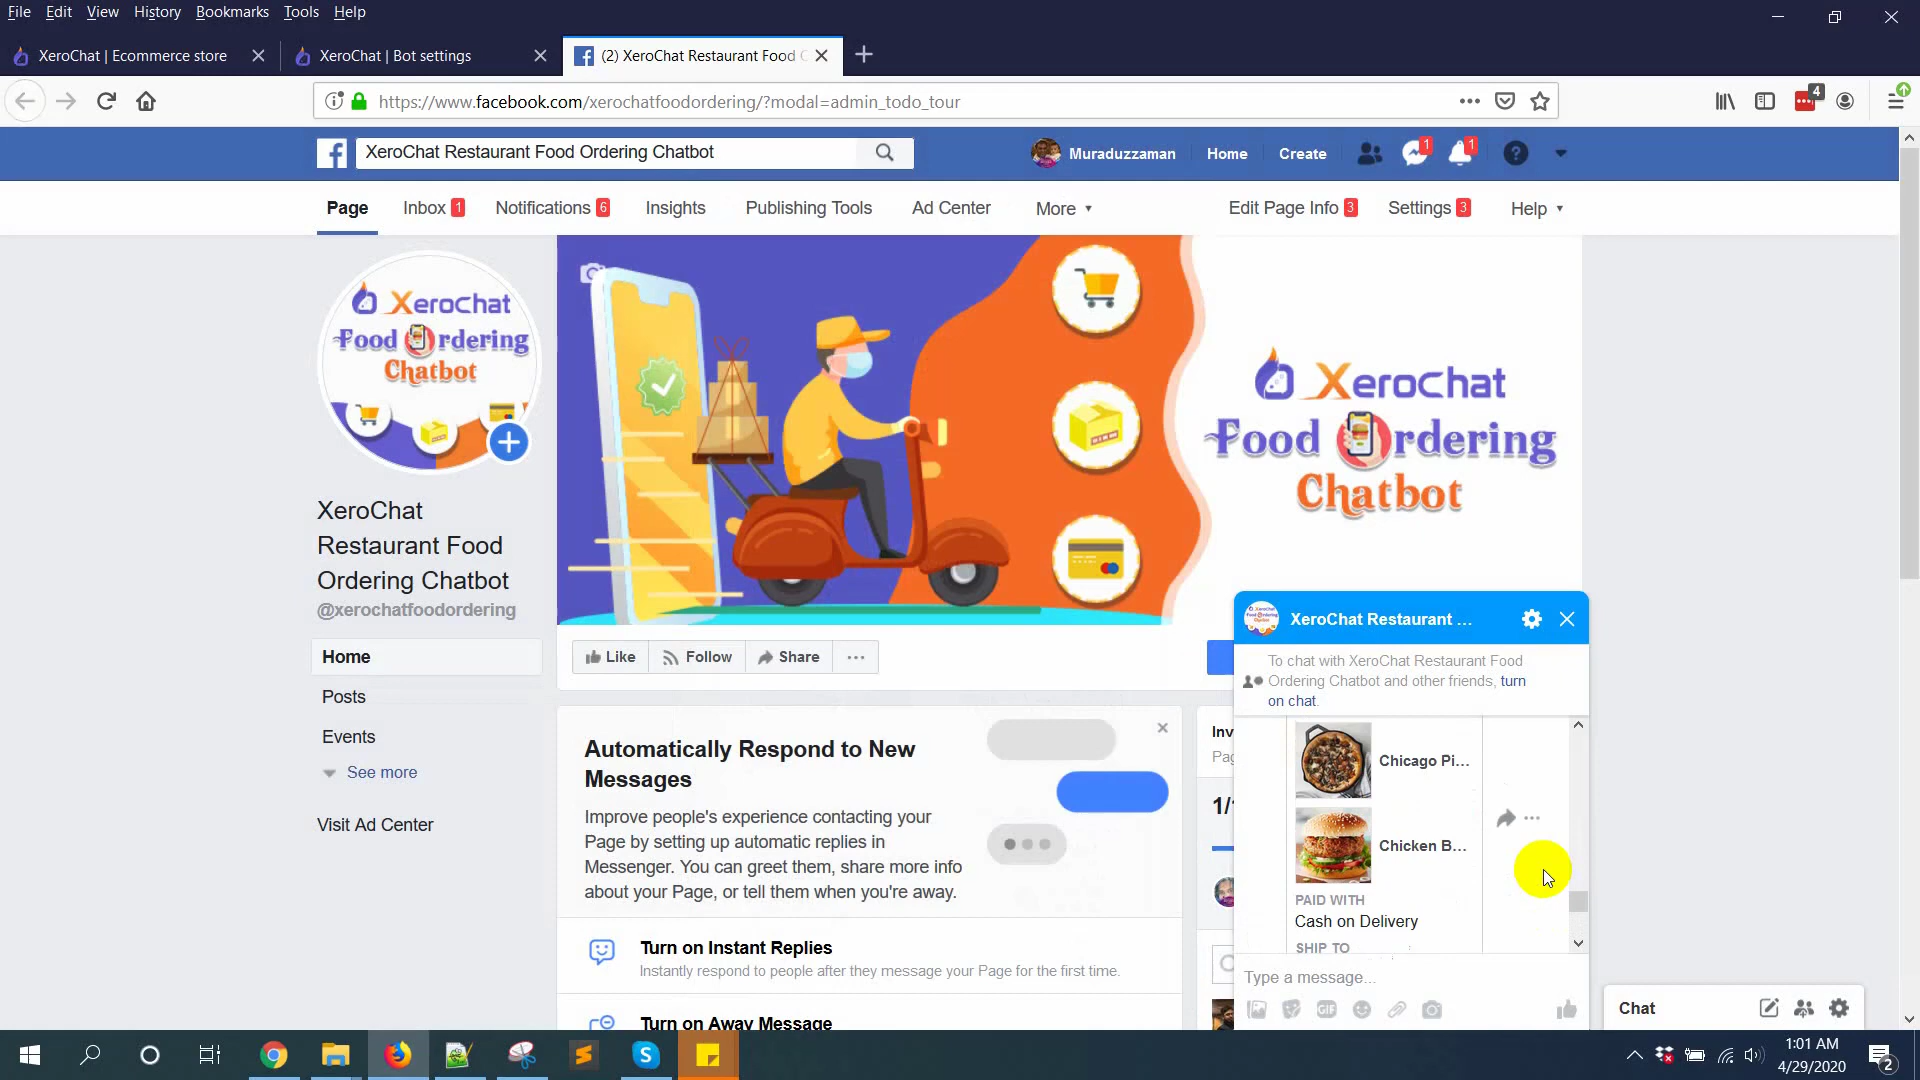 File Edit View History Bookmarks Tools Help
XeroChat | Ecommerce store
XeroChat | Bot settings
(2) XeroChat Restaurant Food
https://www.facebook.com/xerochatfoodordering/?modal=admin_todo_tour
4
XeroChat Restaurant Food Ordering Chatbot
Muraduzzaman Home Create 1 1
Page Inbox 1 Notifications 6 Insights Publishing Tools Ad Center More Edit Page Info 3 Settings 3 Help
XeroChat
Food Ordering
Chatbot
XeroChat
Food Ordering
Chatbot
XeroChat
Restaurant Food
Ordering Chatbot
@xerochatfoodordering
Home
Posts
Events
See more
Visit Ad Center
Like Follow Share
Automatically Respond to New
Messages
Improve people's experience contacting your
Page by setting up automatic replies in
Messenger. You can greet them, share more info
about your Page, or tell them when you're away.
Turn on Instant Replies
Instantly respond to people after they message your Page for the first time.
Turn on Away Message
XeroChat Restaurant ...
To chat with XeroChat Restaurant Food
Ordering Chatbot and other friends, turn
on chat.
Chicago Pi...
Chicken B...
PAID WITH
Cash on Delivery
SHIP TO
Type a message...
GIF
Chat
1:01 AM
4/29/2020
2